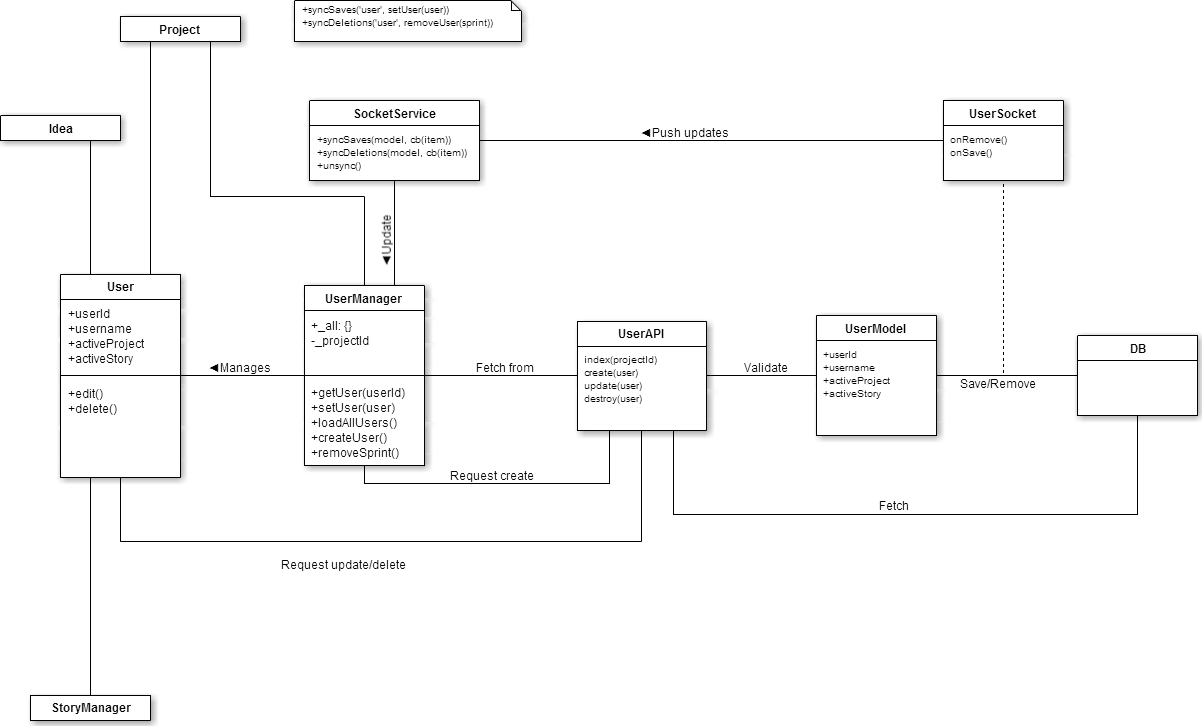 +syncSaves('user', setUser(user))
+syncDeletions('user', removeUser(sprint))
Project
Idea
SocketService
+syncSaves(model, cb(item))
+syncDeletions(model, cb(item))
+unsync()
◄Push updates
UserSocket
onRemove()
onSave()
◄Update
User
+userId
+username
+activeProject
+activeStory
+edit()
+delete()
◄Manages
UserManager
+_all: {}
-_projectId
+getUser(userId)
+setUser(user)
+loadAllUsers()
+createUser()
+removeSprint()
Fetch from
UserAPI
index(projectId)
create(user)
update(user)
destroy(user)
Validate
UserModel
+userId
+username
+activeProject
+activeStory
Save/Remove
DB
Request create
Fetch
Request update/delete
StoryManager